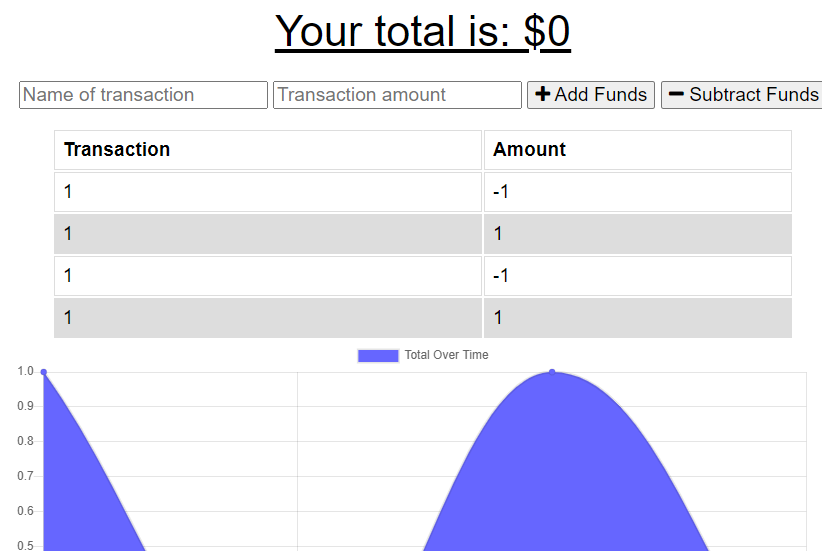 Your total is: $0
Name of transaction Transaction amount Add Funds Subtract Funds
Transaction Amount
1 -1
1 1
1 -1
1 1
Total Over Time
1.0
0.9
0.8
0.7
0.6
0.5